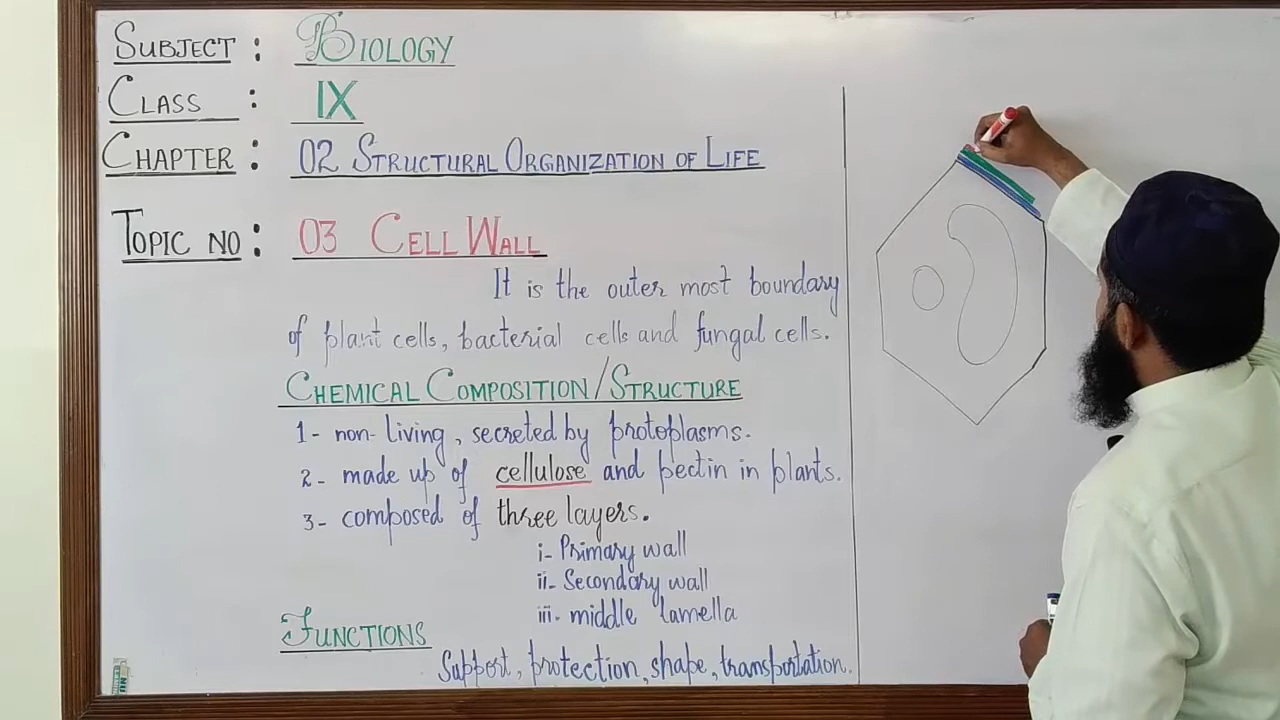 SUBJECT : BIOLOGY
CLASS : IX
CHAPTER : 02 STRUCTURAL ORGANIZATION OF LIFE
TOPIC NO : 03 CELL WALL
It is the outer most boundary
of plant cells, bacterial cells and fungal cells.
CHEMICAL COMPOSITION/STRUCTURE
1- non-living, secreted by protoplasms.
2- made up of cellulose and pectin in plants.
3- composed of three layers.
i- Primary wall
ii- Secondary wall
iii- middle lamella
FUNCTIONS
Support, protection, shape, transportation.